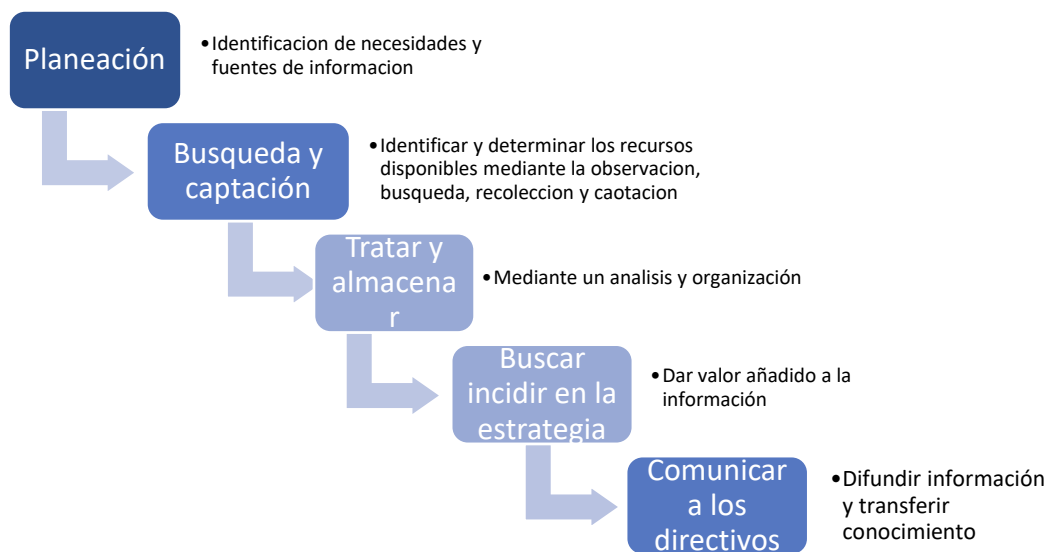 Planeación
•Identificacion de necesidades y
fuentes de informacion
Busqueda y
captación
•Identificar y determinar los recursos
disponibles mediante la observacion,
busqueda, recoleccion y caotacion
Tratar y
almacena
r
•Mediante un analisis y organización
Buscar
incidir en la
estrategia
•Dar valor añadido a la
información
Comunicar
a los
directivos
•Difundir información
y transferir
conocimiento